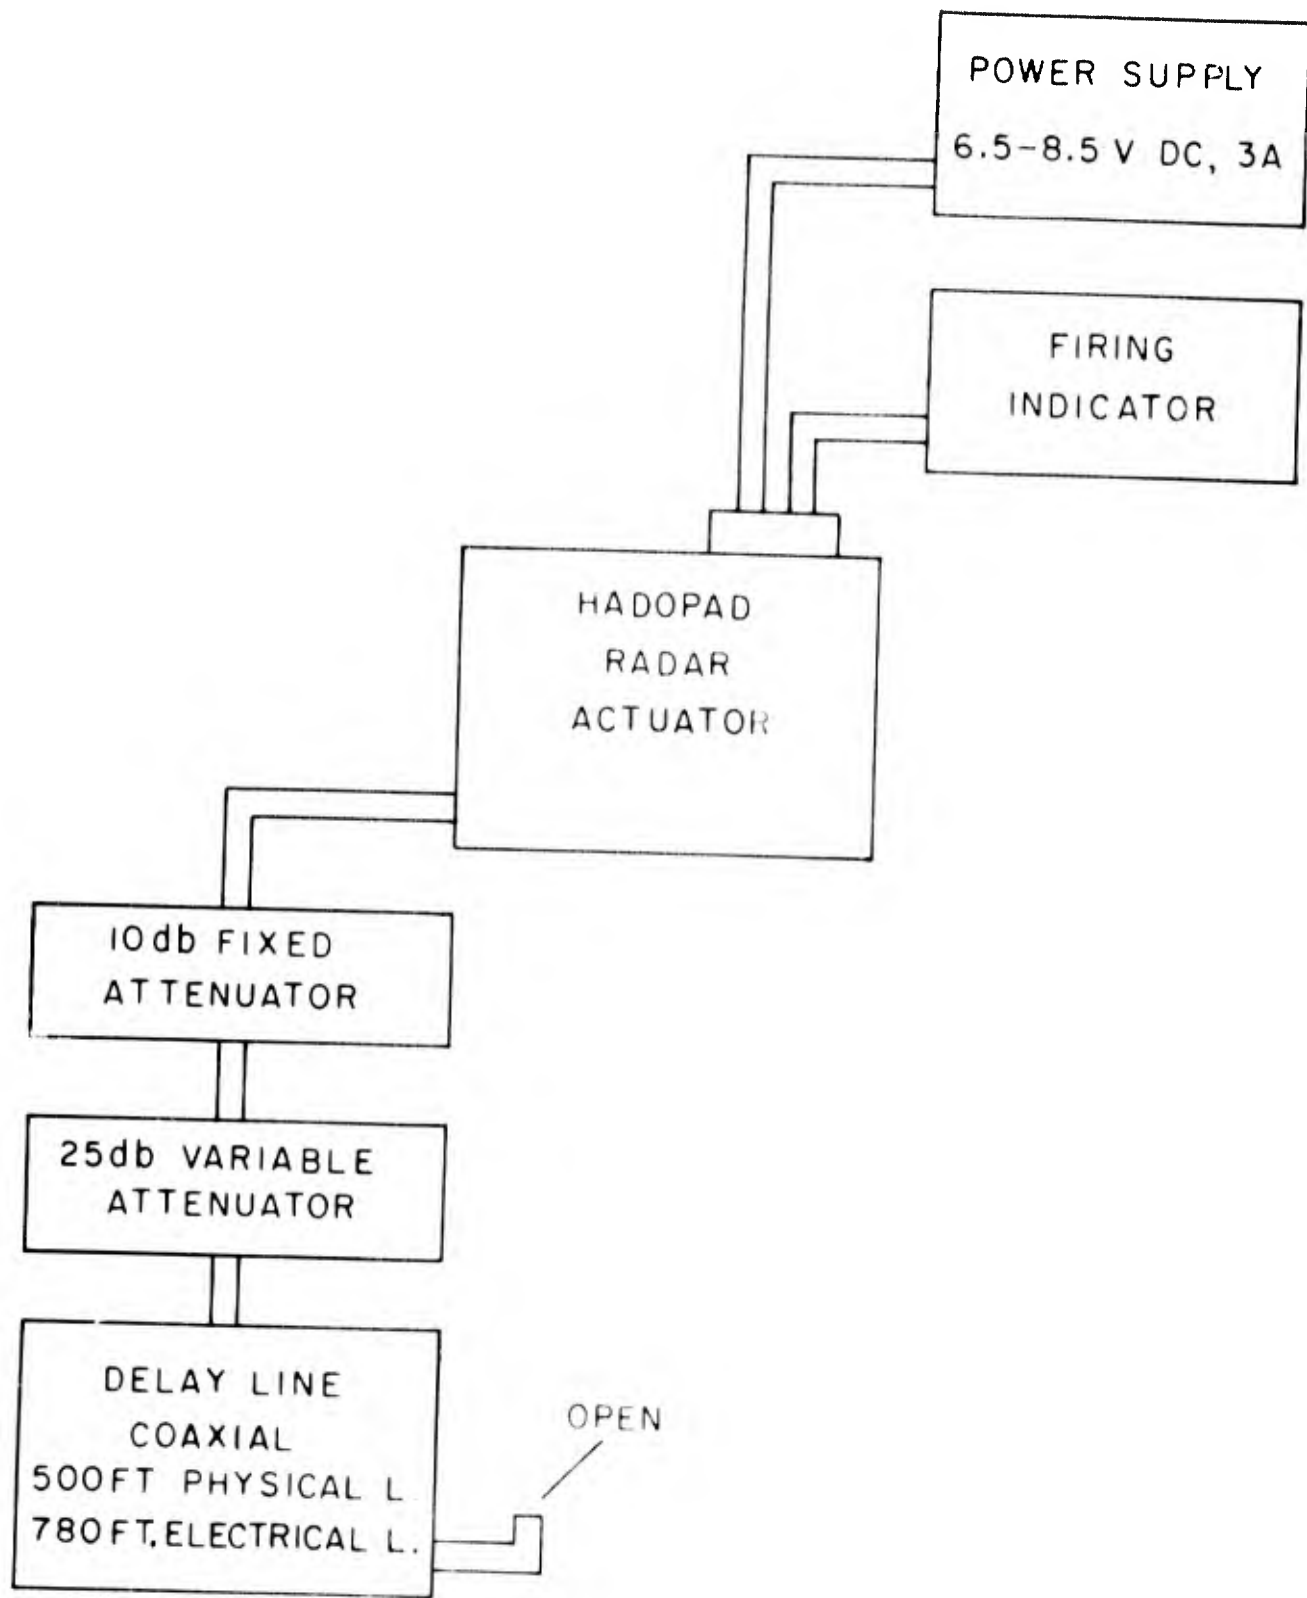 POWER SUPPLY
6.5-8.5 V DC, 3A
FIRING
INDICATOR
HADOPAD
RADAR
ACTUATOR
10db FIXED
ATTENUATOR
25db VARIABLE
ATTENUATOR
DELAY LINE
COAXIAL
500FT PHYSICAL L
780FT. ELECTRICAL L.
OPEN